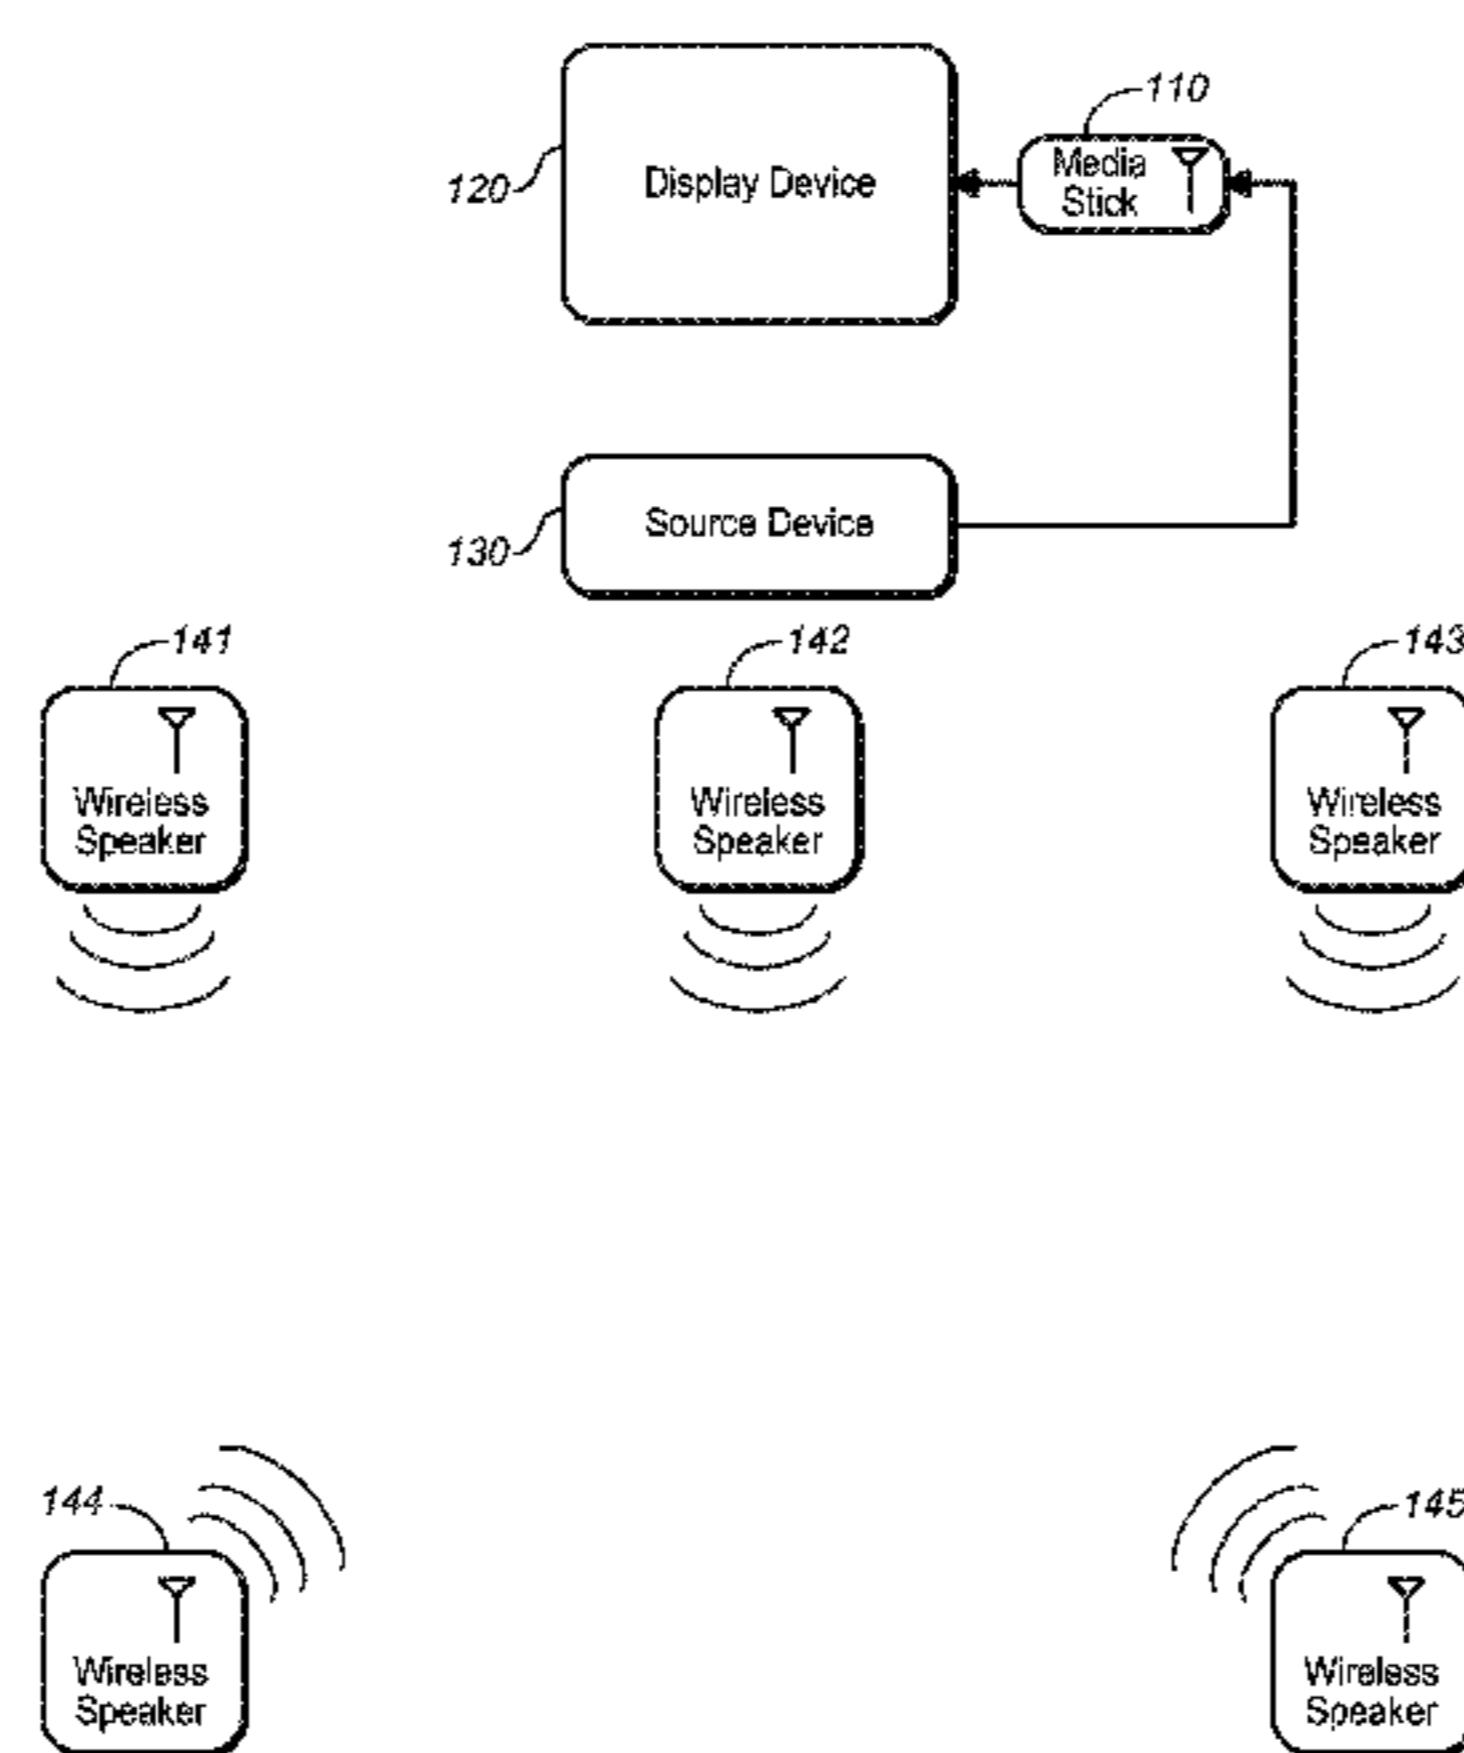 110
Media
Stick
Display Device
120
Source Device
130
141
142
143
Wireless
Speaker
Wireless
Speaker
Wireless
Speaker
144
145
Wireless
Speaker
Wireless
Speaker